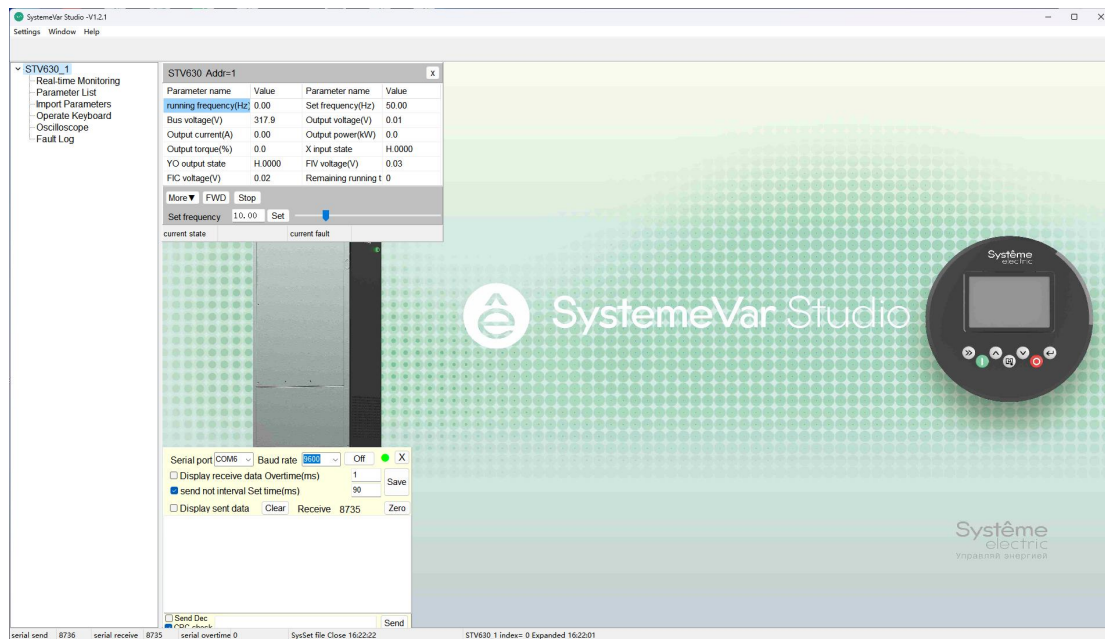 SystemeVar Studio -V1.2.1
Settings Window Help
STV630_1
Real-time Monitoring
Parameter List
Import Parameters
Operate Keyboard
Oscilloscope
Fault Log
STV630 Addr=1 x
Parameter name Value Parameter name Value
running frequency(Hz) 0.00 Set frequency(Hz) 50.00
Bus voltage(V) 317.9 Output voltage(V) 0.01
Output current(A) 0.00 Output power(kW) 0.0
Output torque(%) 0.0 X input state H.0000
YO output state H.0000 FIV voltage(V) 0.03
FIC voltage(V) 0.02 Remaining running t 0
More▼ FWD Stop
Set frequency 10.00 Set
current state current fault
SystemeVar Studio
Système
electric
Serial port COM6 Baud rate 9600 Off X
Display receive data Overtime(ms) 1
Save
send not interval Set time(ms) 90
Display sent data Clear Receive 8735 Zero
Système
electric
Управляй энергией
Send Dec
CRC check
Send
serial send 8736 serial receive 8735 serial overtime 0 SysSet file Close 16:22:22 STV630 1 index= 0 Expanded 16:22:01